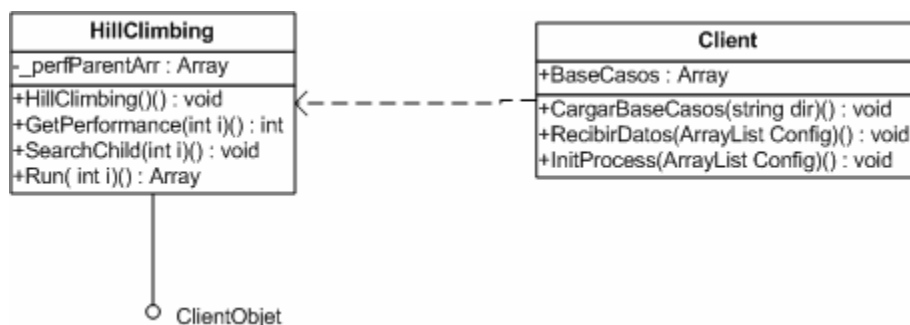 HillClimbing
-_perfParentArr : Array
+HillClimbing()() : void
+GetPerformance(int i)() : int
+SearchChild(int i)() : void
+Run( int i)() : Array
Client
+BaseCasos : Array
+CargarBaseCasos(string dir)() : void
+RecibirDatos(ArrayList Config)() : void
+InitProcess(ArrayList Config)() : void
ClientObjet